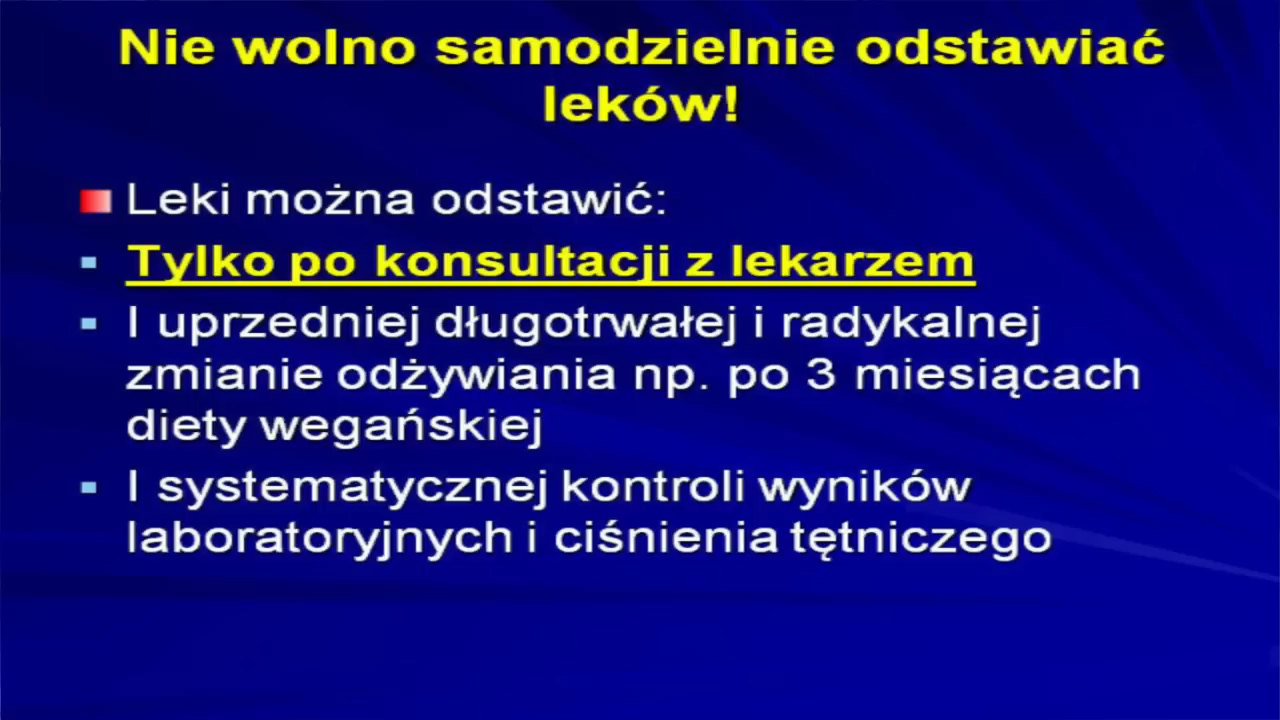 Nie wolno samodzielnie odstawiać
leków!
Leki można odstawić:
Tylko po konsultacji z lekarzem
I uprzedniej długotrwałej i radykalnej
zmianie odżywiania np. po 3 miesiącach
diety wegańskiej
I systematycznej kontroli wyników
laboratoryjnych i ciśnienia tętniczego